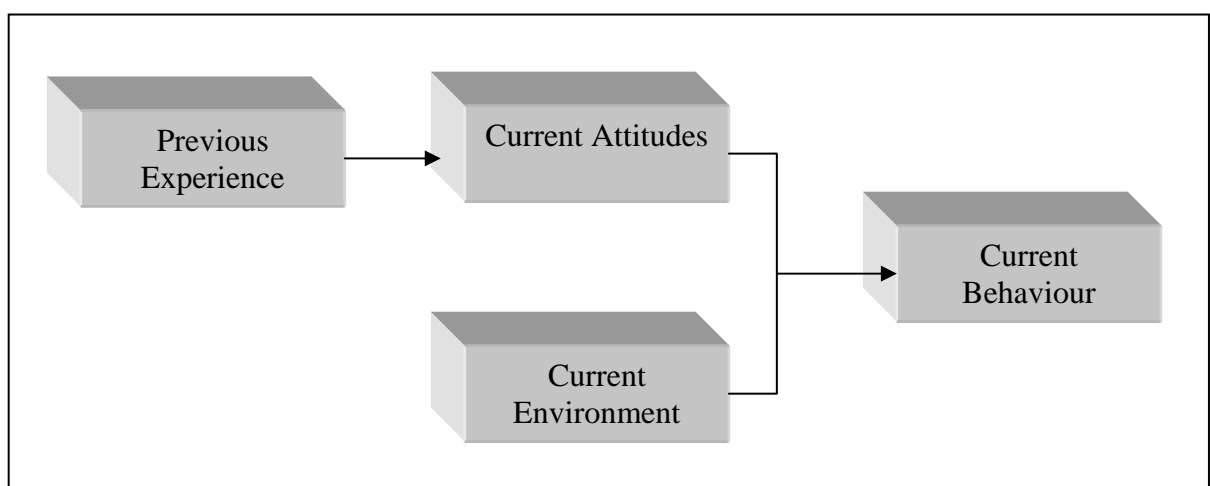 Previous
Experience
Current Attitudes
Current
Environment
Current
Behaviour